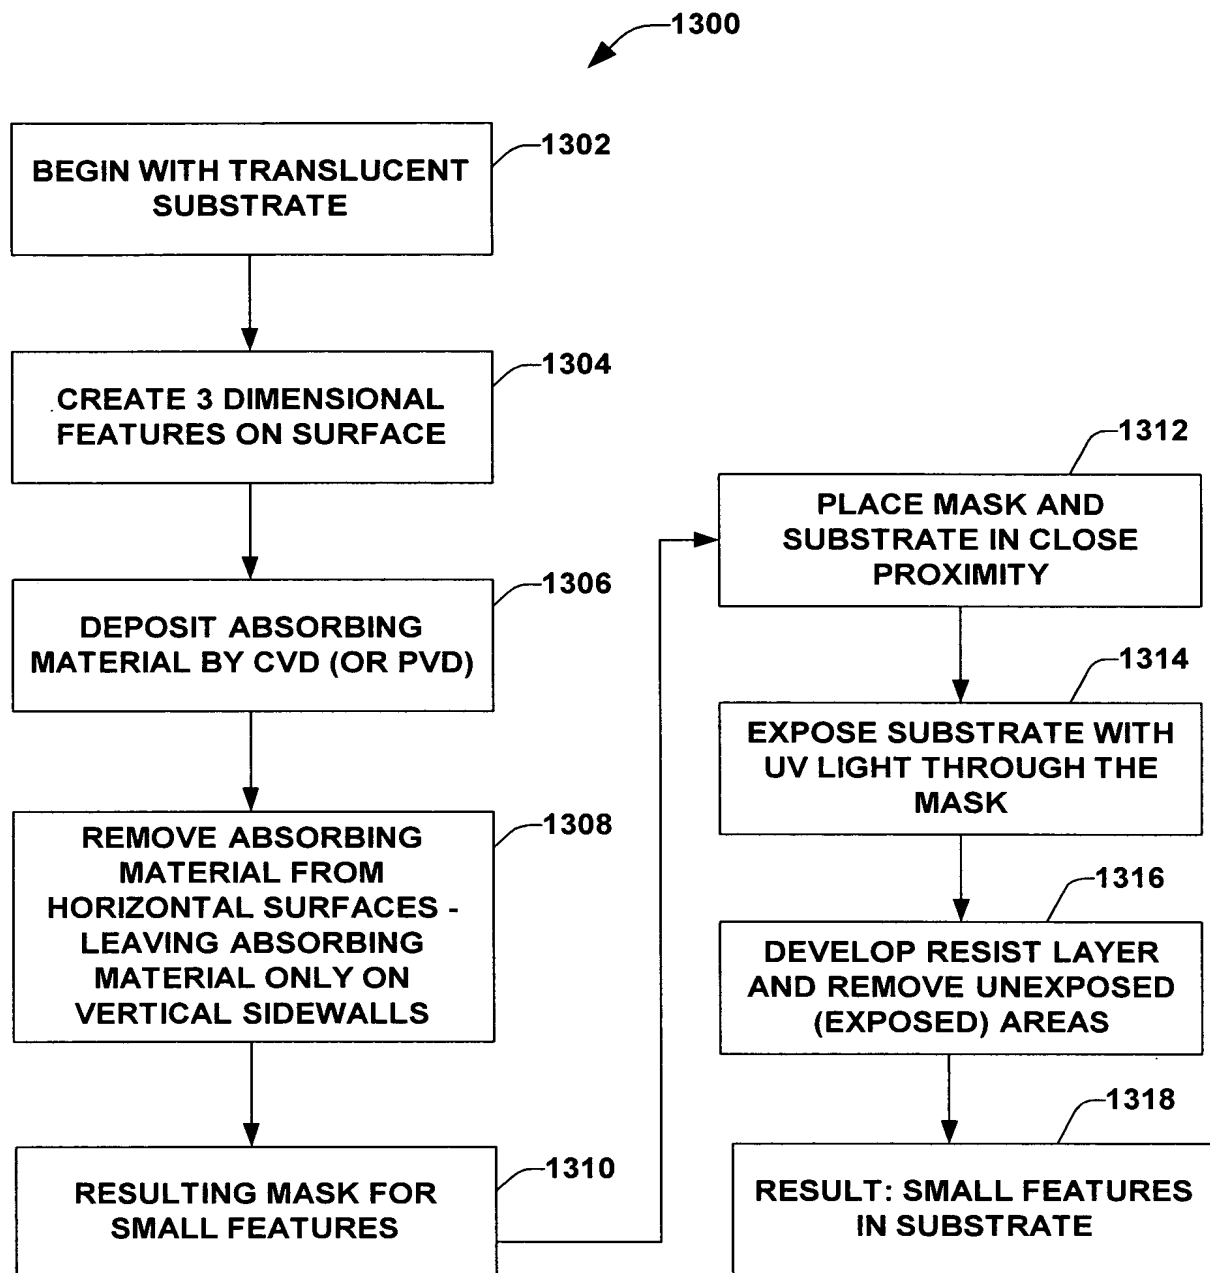 1300
1302
BEGIN WITH TRANSLUCENT
SUBSTRATE
1304
CREATE 3 DIMENSIONAL
FEATURES ON SURFACE
1306
DEPOSIT ABSORBING
MATERIAL BY CVD (OR PVD)
1308
REMOVE ABSORBING
MATERIAL FROM
HORIZONTAL SURFACES -
LEAVING ABSORBING
MATERIAL ONLY ON
VERTICAL SIDEWALLS
1310
RESULTING MASK FOR
SMALL FEATURES
1312
PLACE MASK AND
SUBSTRATE IN CLOSE
PROXIMITY
1314
EXPOSE SUBSTRATE WITH
UV LIGHT THROUGH THE
MASK
1316
DEVELOP RESIST LAYER
AND REMOVE UNEXPOSED
(EXPOSED) AREAS
1318
RESULT: SMALL FEATURES
IN SUBSTRATE